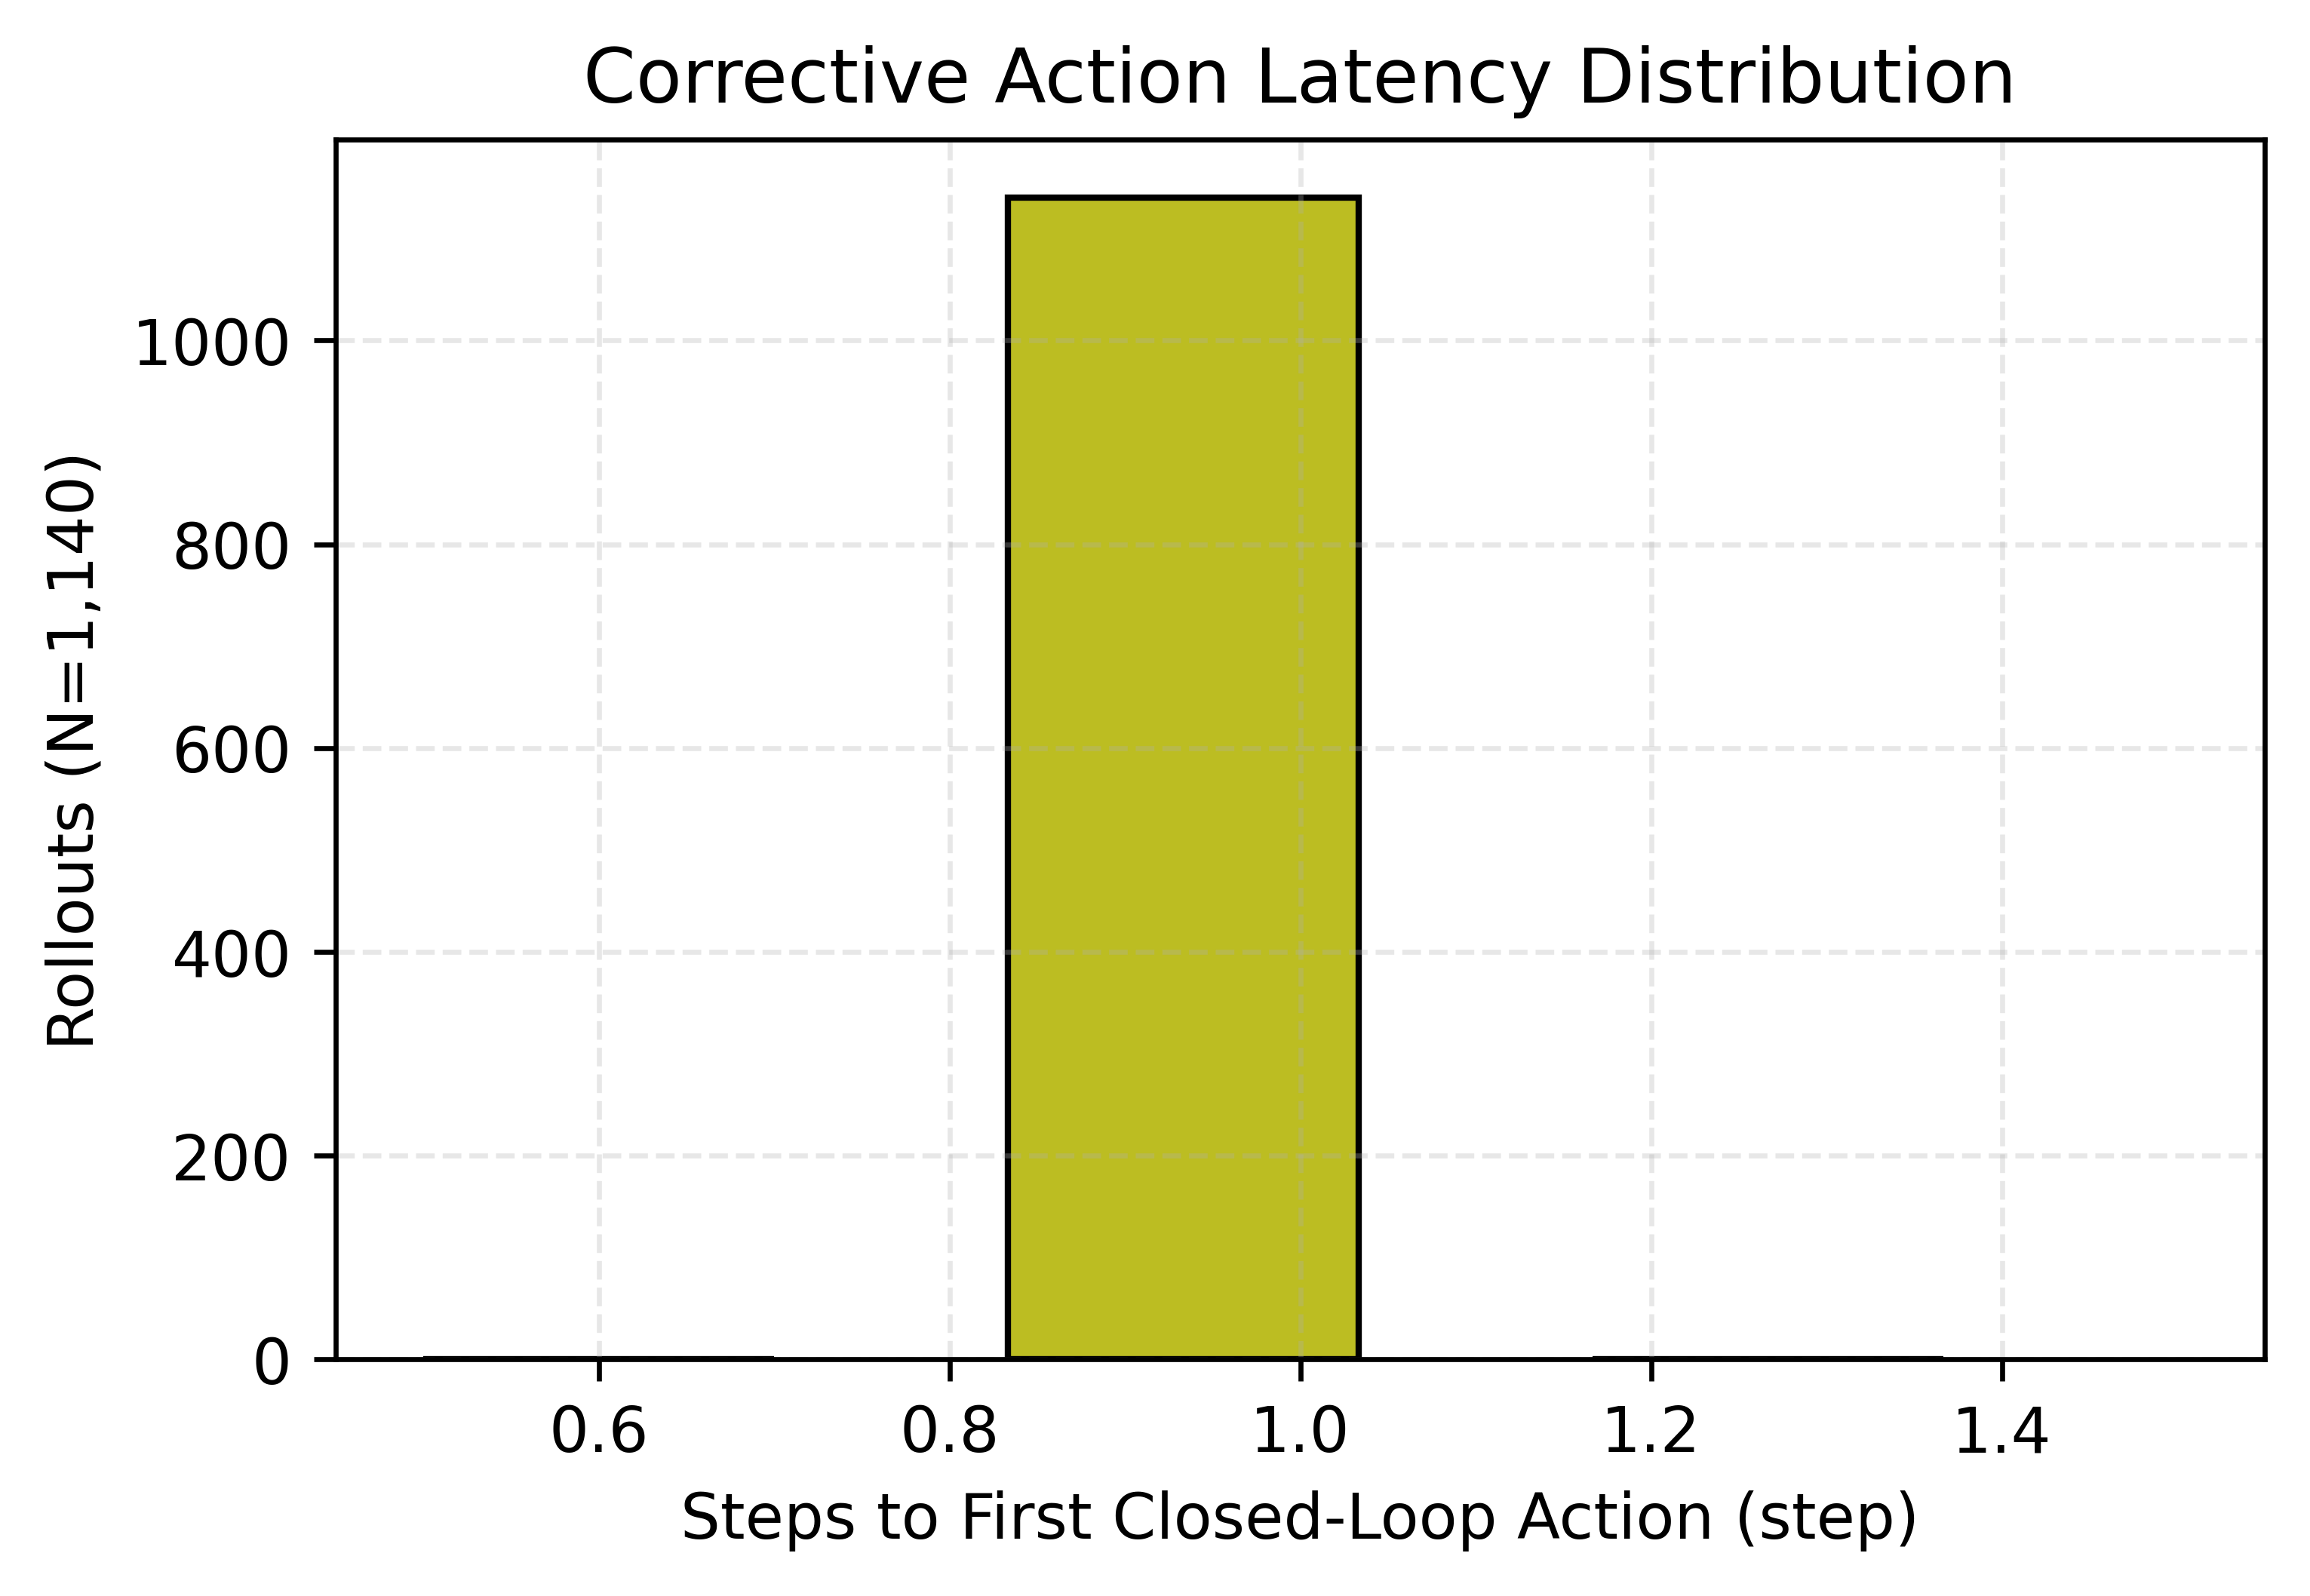 Corrective Action Latency Distribution
Rollouts (N=1,140)
1000
800
600
400
200
0
0.6 0.8 1.0 1.2 1.4
Steps to First Closed-Loop Action (step)